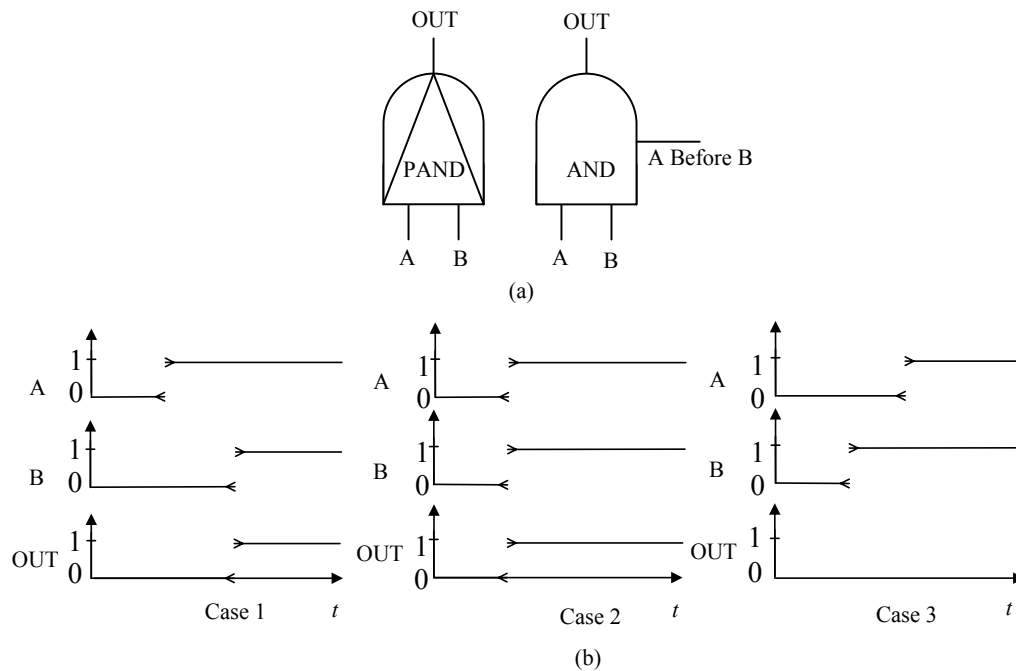 OUT OUT
PAND AND A Before B
A B A B
(a)
1 1 1
A 0 A 0 A 0
1 1 1
B 0 B 0 B 0
1 1 1
OUT 0 OUT 0 OUT 0
Case 1 t Case 2 t Case 3 t
(b)